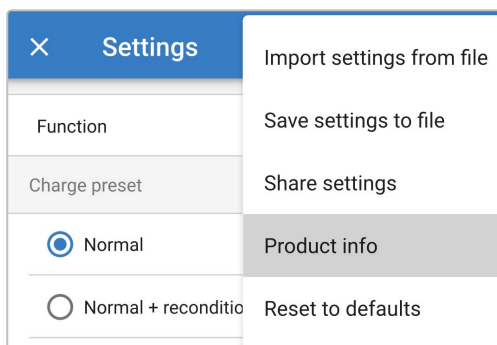 Settings
Import settings from file
Function
Save settings to file
Charge preset
Share settings
Normal
Product info
Normal + reconditio
Reset to defaults